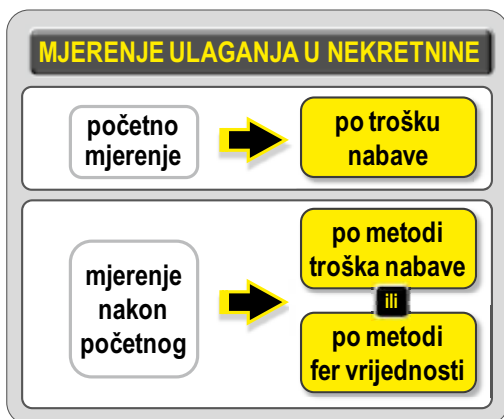 MJERENJE ULAGANJA U NEKRETNINE
početno
mjerenje
po trošku
nabave
mjerenje
nakon
početnog
po metodi
troška nabave
ili
po metodi
fer vrijednosti